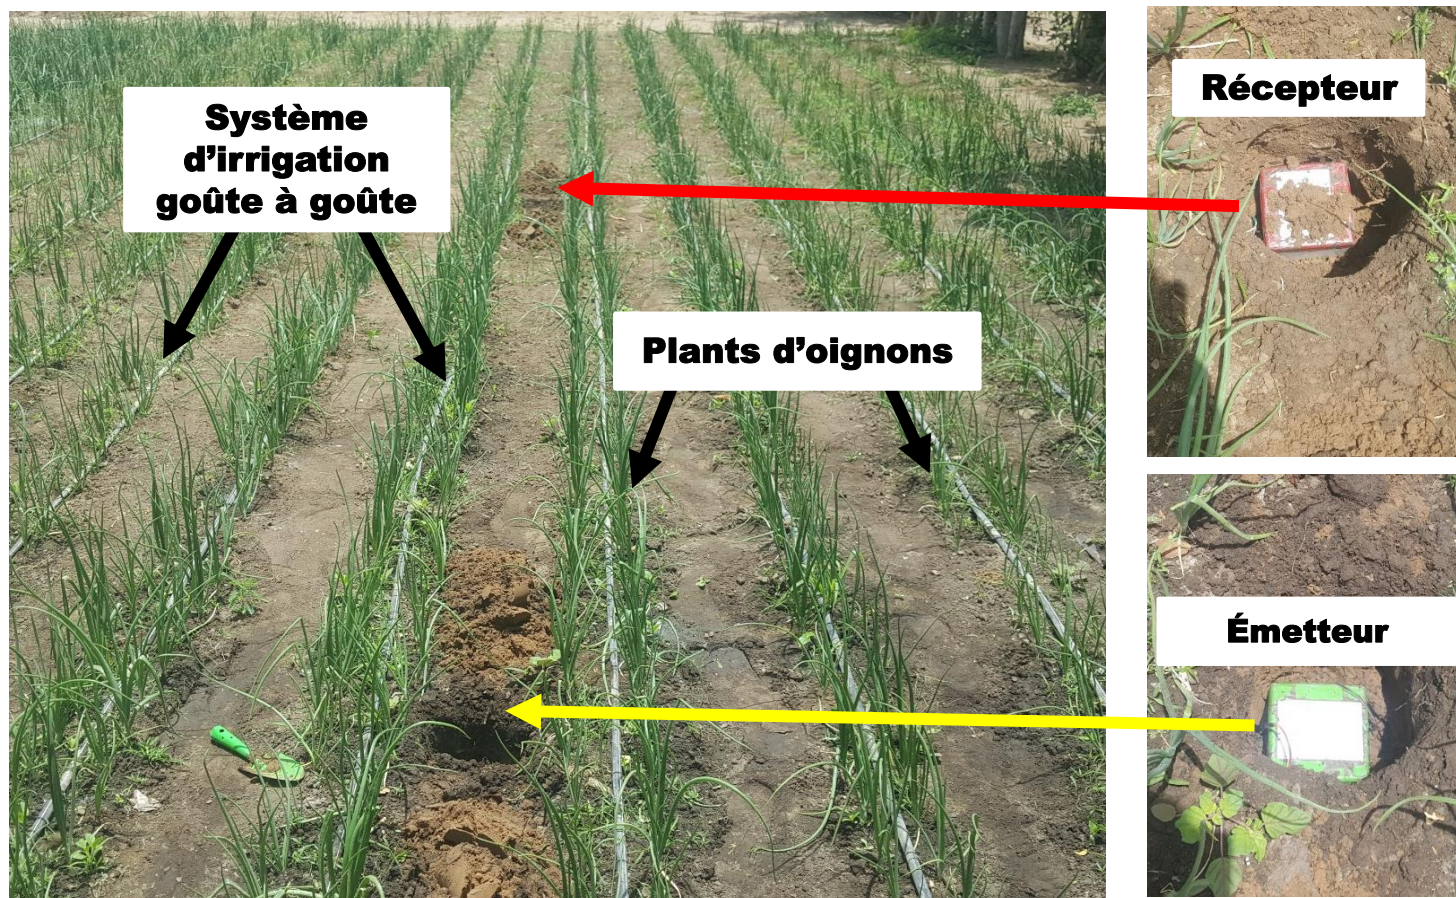 Système
d’irrigation
goûte à goûte
Récepteur
Plants d’oignons
Émetteur